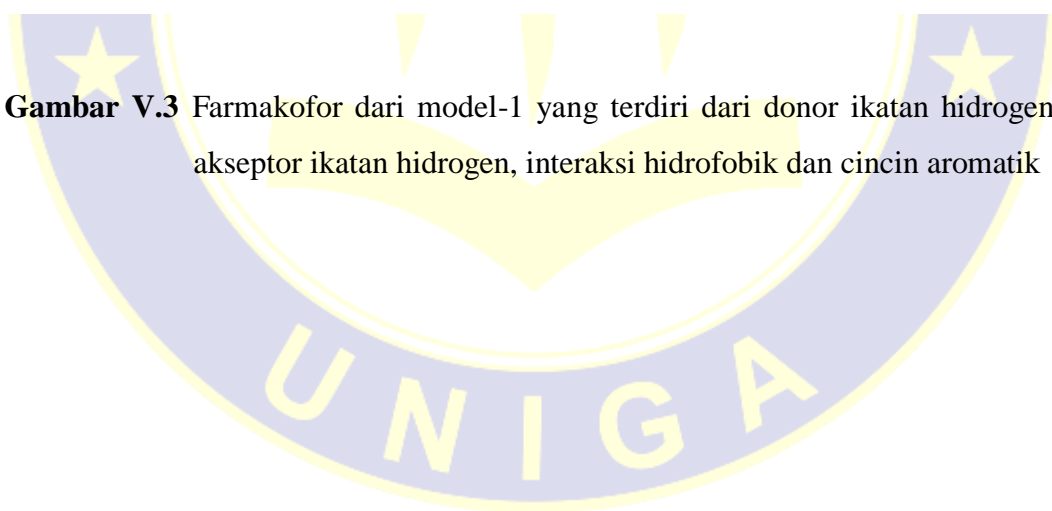 Gambar V.3 Farmakofor dari model-1 yang terdiri dari donor ikatan hidrogen
akseptor ikatan hidrogen, interaksi hidrofobik dan cincin aromatik
UNIGA